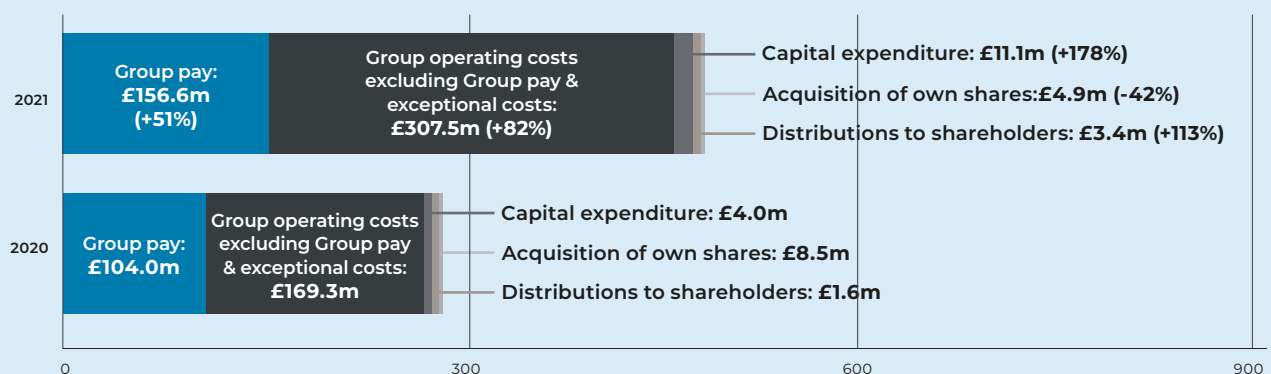 2021
Group pay:
£156.6m
(+51%)
Group operating costs
excluding Group pay &
exceptional costs:
£307.5m (+82%)
Capital expenditure: £11.1m (+178%)
Acquisition of own shares:£4.9m (-42%)
Distributions to shareholders: £3.4m (+113%)
2020
Group pay:
£104.0m
Group operating costs
excluding Group pay
& exceptional costs:
£169.3m
Capital expenditure: £4.0m
Acquisition of own shares: £8.5m
Distributions to shareholders: £1.6m
0 300 600 900